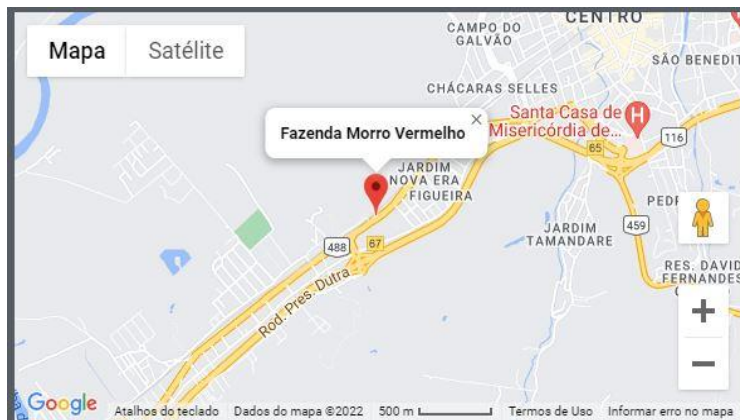 Mapa
Satélite
CAMPO DO
GALVÃO
CENTRO
SÃO BENEDIT
CHÁCARAS SELLES
Santa Casa de
Misericórdia de...
H
116
65
Fazenda Morro Vermelho
×
JARDIM
NOVA ERA
FIGUEIRA
488
67
Rod. Pres. Dutra
JARDIM
TAMANDARE
459
PEDR
RES. DAVID
FERNANDES
+
−
Google
Atalhos do teclado
Dados do mapa ©2022
500 m
Termos de Uso
Informar erro no mapa